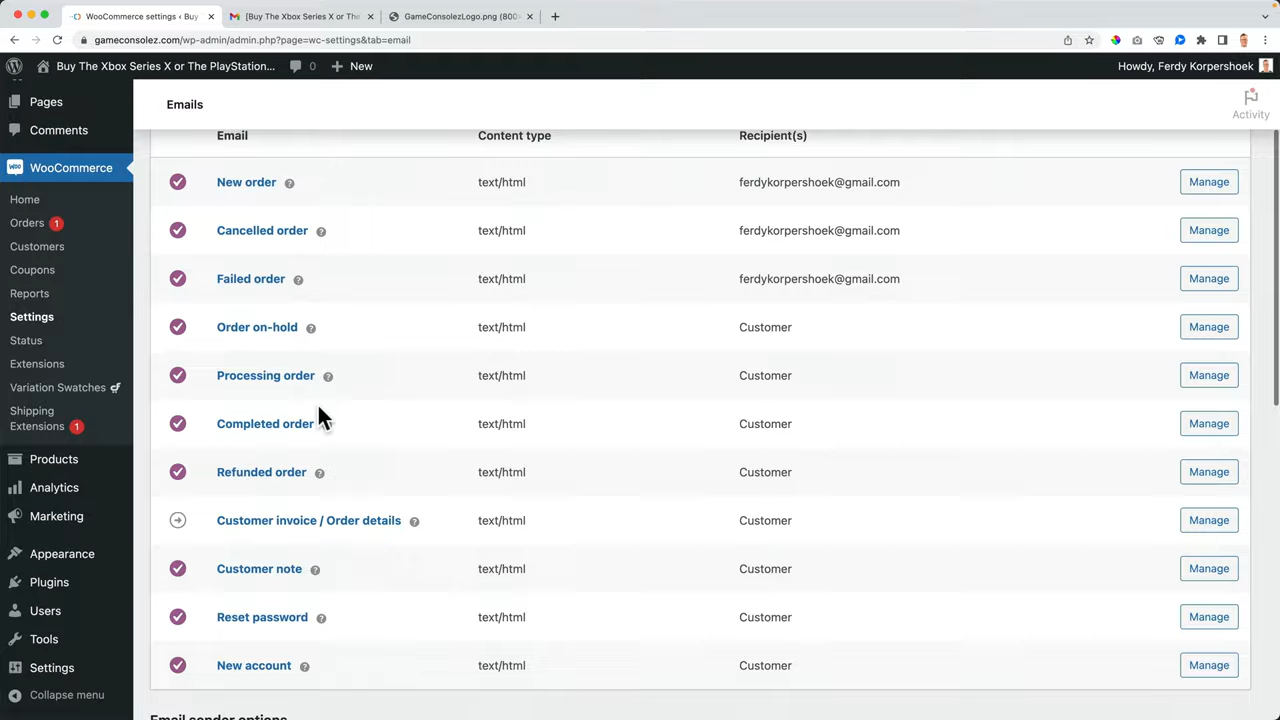 WooCommerce settings ‹ Buy
[Buy The Xbox Series X or The
GameConsolezLogo.png (800×
gameconsolez.com/wp-admin/admin.php?page=wc-settings&tab=email
Buy The Xbox Series X or The PlayStation...
0
New
Howdy, Ferdy Korpershoek
Pages
Comments
WooCommerce
Home
Orders 1
Customers
Coupons
Reports
Settings
Status
Extensions
Variation Swatches
Shipping
Extensions 1
Products
Analytics
Marketing
Appearance
Plugins
Users
Tools
Settings
Collapse menu
Emails
Activity
Email Content type Recipient(s)
New order text/html ferdykorpershoek@gmail.com Manage
Cancelled order text/html ferdykorpershoek@gmail.com Manage
Failed order text/html ferdykorpershoek@gmail.com Manage
Order on-hold text/html Customer Manage
Processing order text/html Customer Manage
Completed order text/html Customer Manage
Refunded order text/html Customer Manage
Customer invoice / Order details text/html Customer Manage
Customer note text/html Customer Manage
Reset password text/html Customer Manage
New account text/html Customer Manage
Email sender options